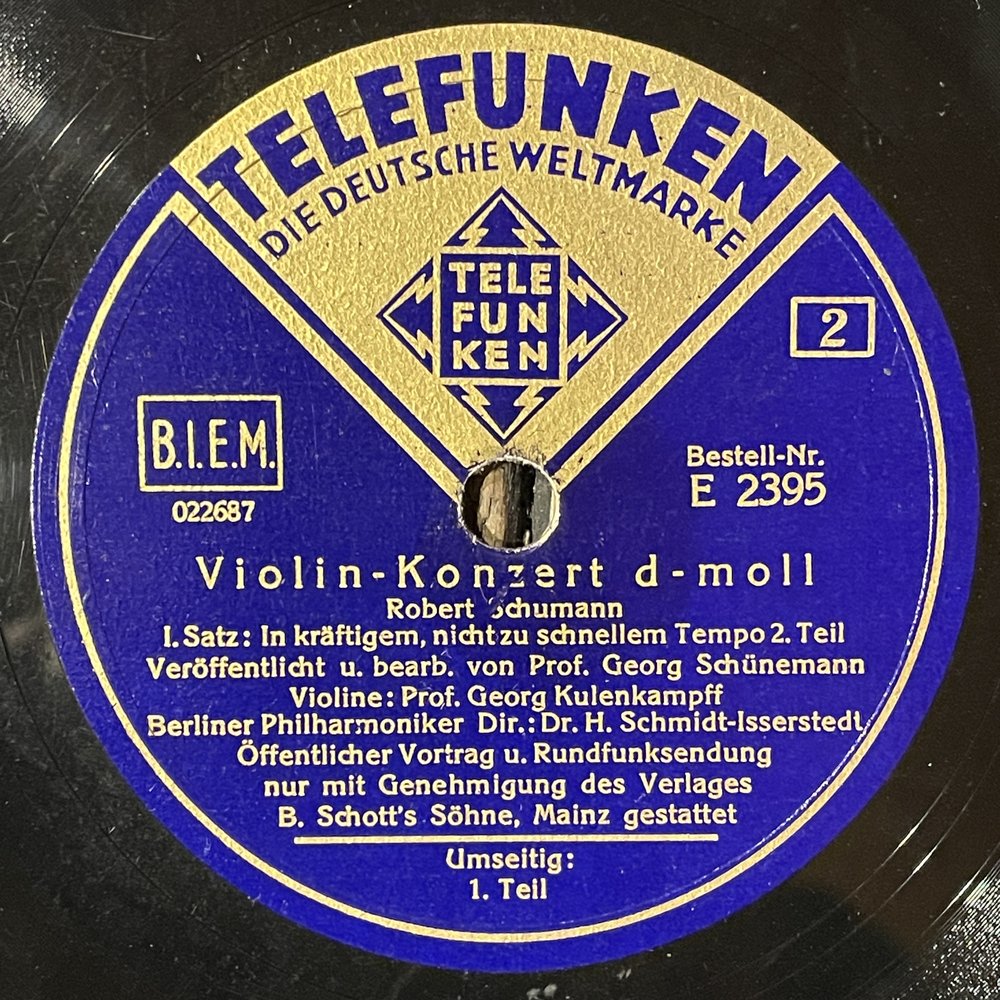 TELEFUNKEN
DIE DEUTSCHE WELTMARKE
TELE
FUN
KEN
2
B.I.E.M.
022687
Bestell-Nr.
E 2395
Violin-Konzert d-moll
Robert Schumann
I. Satz: In kräftigem, nicht zu schnellem Tempo 2. Teil
Veröffentlicht u. bearb. von Prof. Georg Schünemann
Violine: Prof. Georg Kulenkampff
Berliner Philharmoniker Dir.: Dr. H. Schmidt-Isserstedt
Öffentlicher Vortrag u. Rundfunksendung
nur mit Genehmigung des Verlages
B. Schott's Söhne, Mainz gestattet
Umseitig:
1. Teil